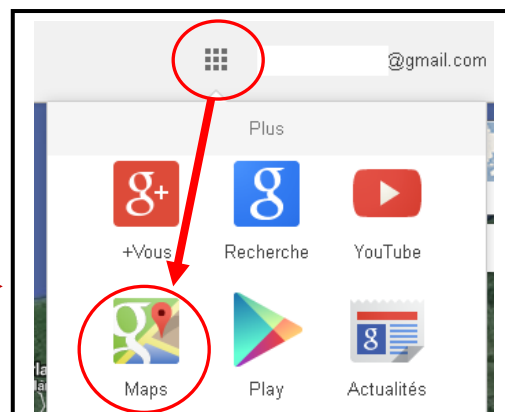 @gmail.com
Plus
g+ g
+Vous Recherche YouTube
g g
Maps Play Actualités